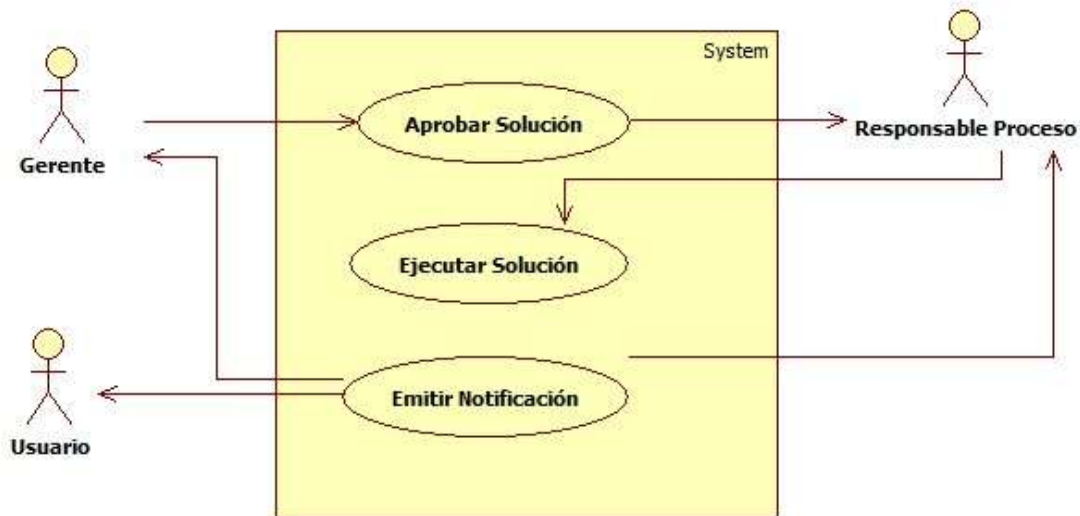 System
Aprobar Solución
Responsable Proceso
Gerente
Ejecutar Solución
Emitir Notificación
Usuario